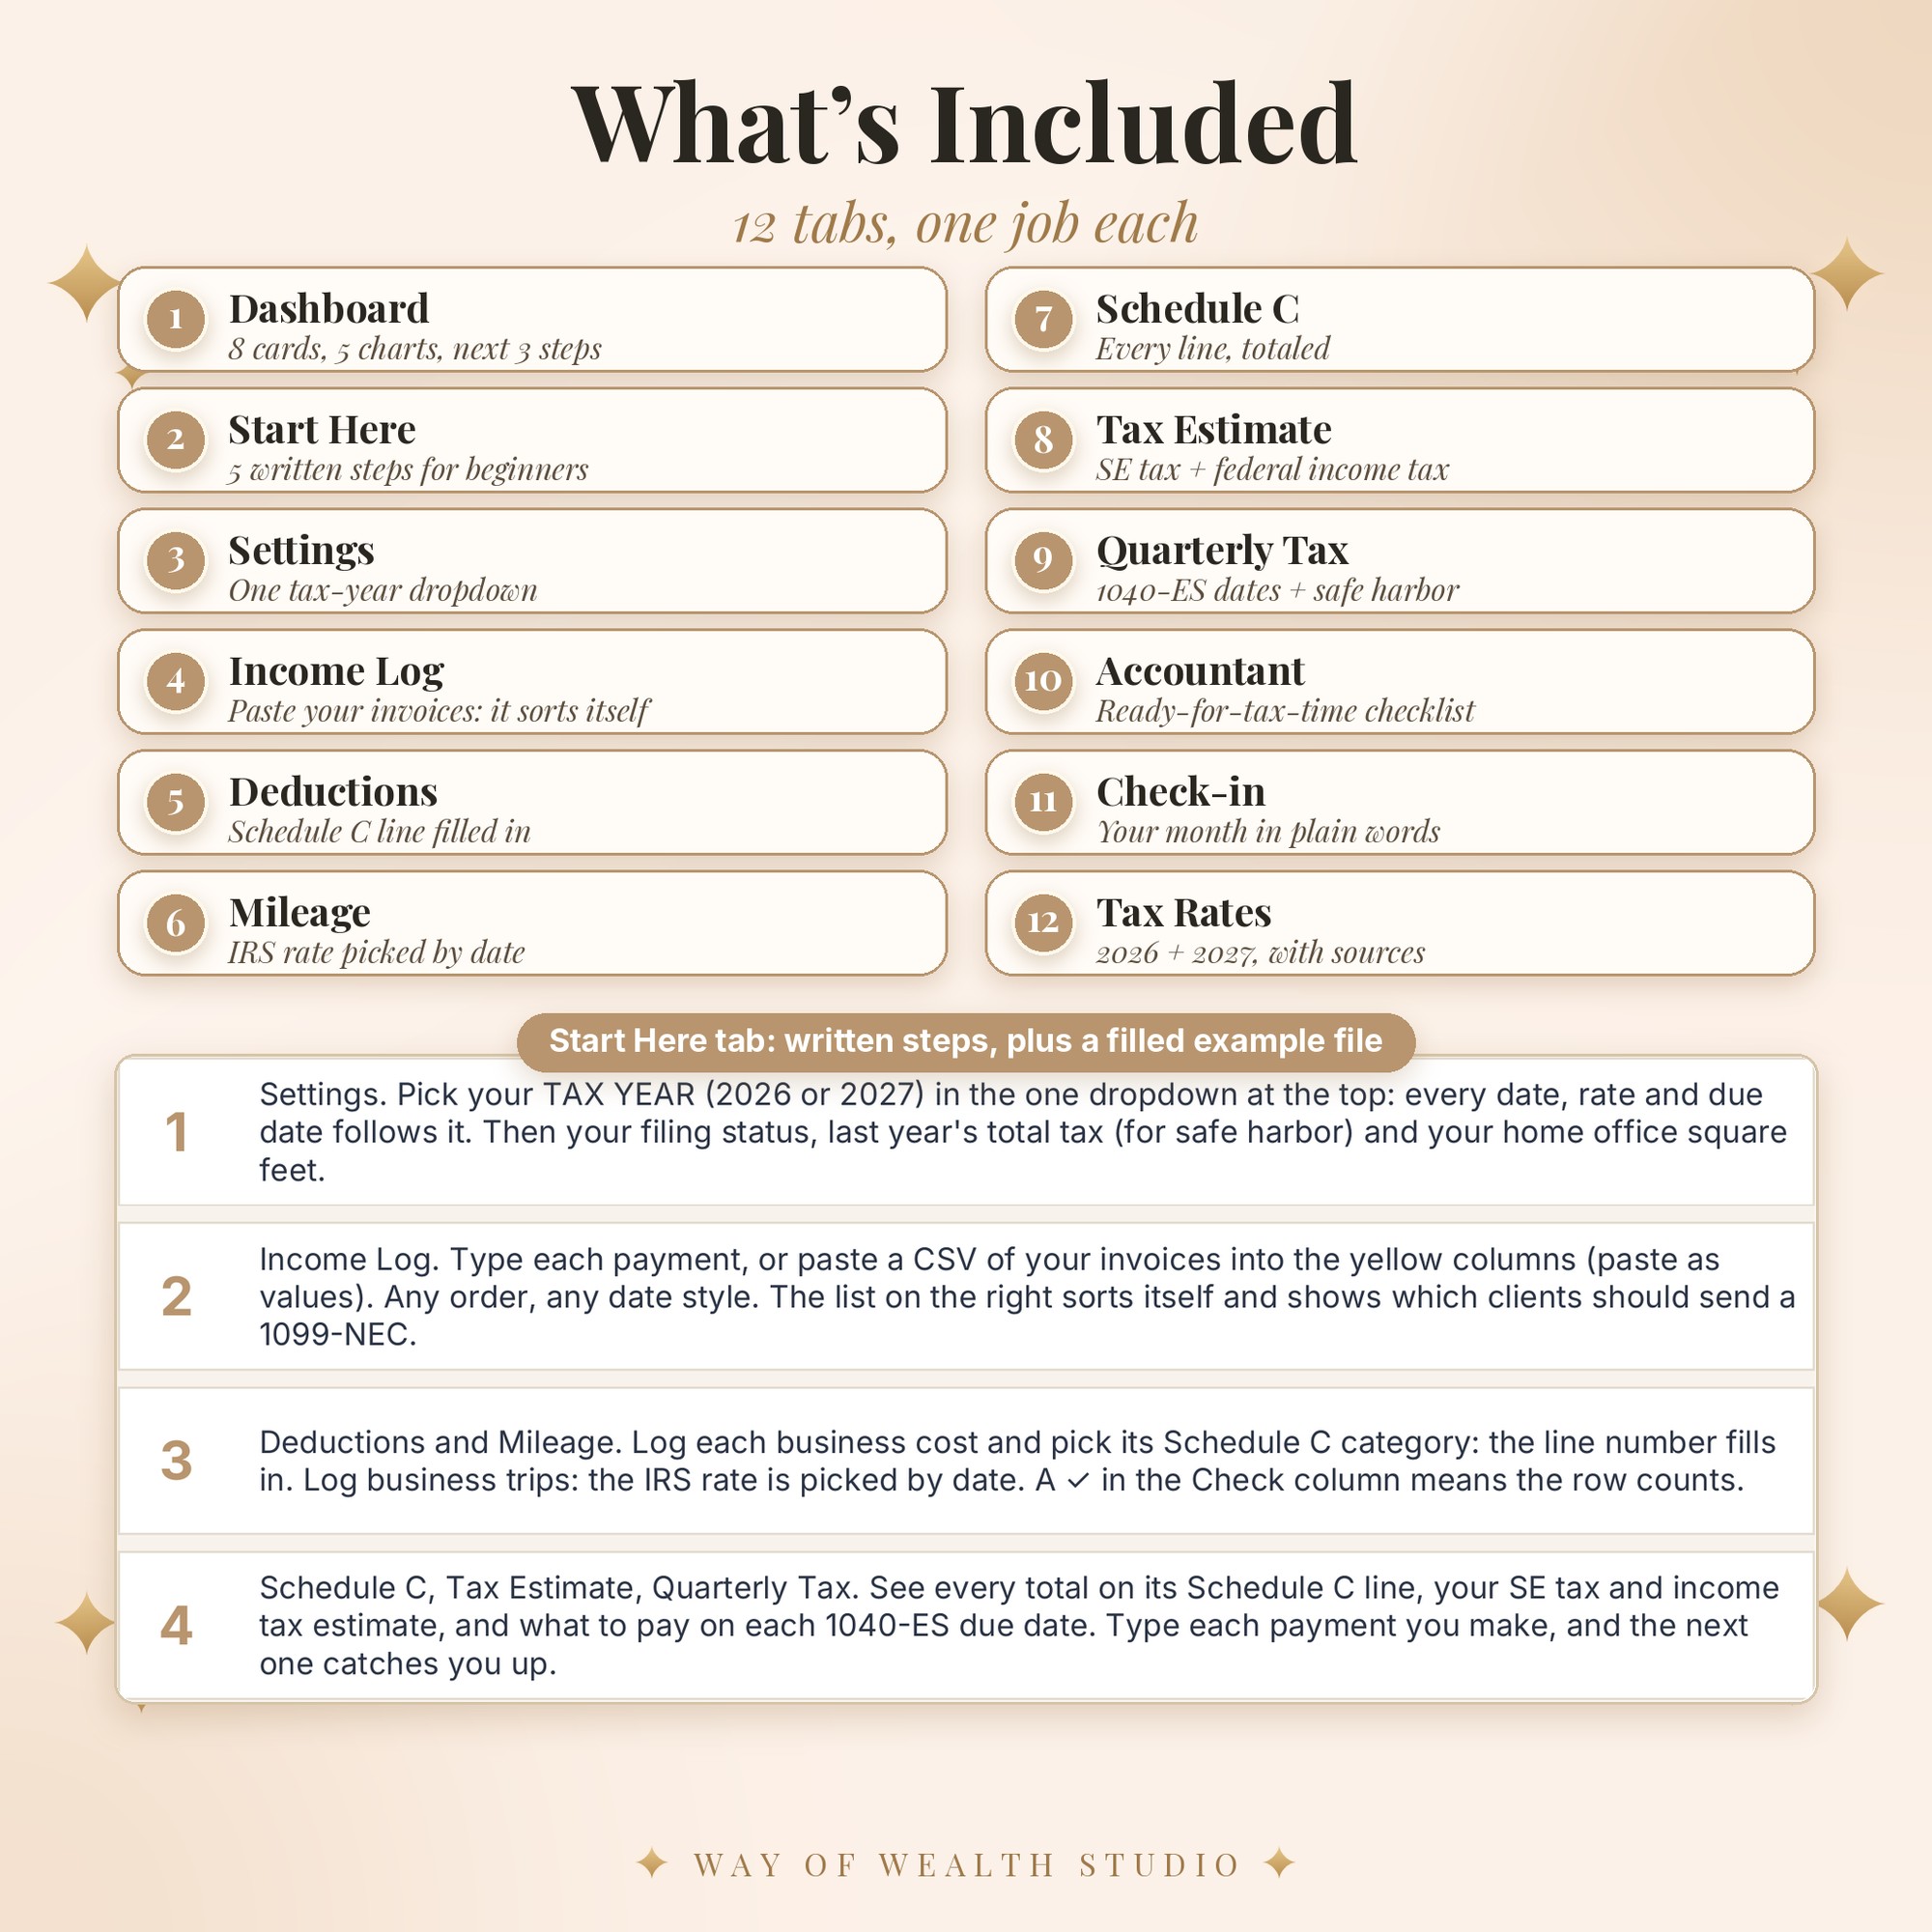 What’s Included
12 tabs, one job each
1
Dashboard
8 cards, 5 charts, next 3 steps
2
Start Here
5 written steps for beginners
3
Settings
One tax-year dropdown
4
Income Log
Paste your invoices: it sorts itself
5
Deductions
Schedule C line filled in
6
Mileage
IRS rate picked by date
7
Schedule C
Every line, totaled
8
Tax Estimate
SE tax + federal income tax
9
Quarterly Tax
1040-ES dates + safe harbor
10
Accountant
Ready-for-tax-time checklist
11
Check-in
Your month in plain words
12
Tax Rates
2026 + 2027, with sources
Start Here tab: written steps, plus a filled example file
1
Settings. Pick your TAX YEAR (2026 or 2027) in the one dropdown at the top: every date, rate and due
date follows it. Then your filing status, last year's total tax (for safe harbor) and your home office square
feet.
2
Income Log. Type each payment, or paste a CSV of your invoices into the yellow columns (paste as
values). Any order, any date style. The list on the right sorts itself and shows which clients should send a
1099-NEC.
3
Deductions and Mileage. Log each business cost and pick its Schedule C category: the line number fills
in. Log business trips: the IRS rate is picked by date. A ✓ in the Check column means the row counts.
4
Schedule C, Tax Estimate, Quarterly Tax. See every total on its Schedule C line, your SE tax and income
tax estimate, and what to pay on each 1040-ES due date. Type each payment you make, and the next
one catches you up.
WAY OF WEALTH STUDIO